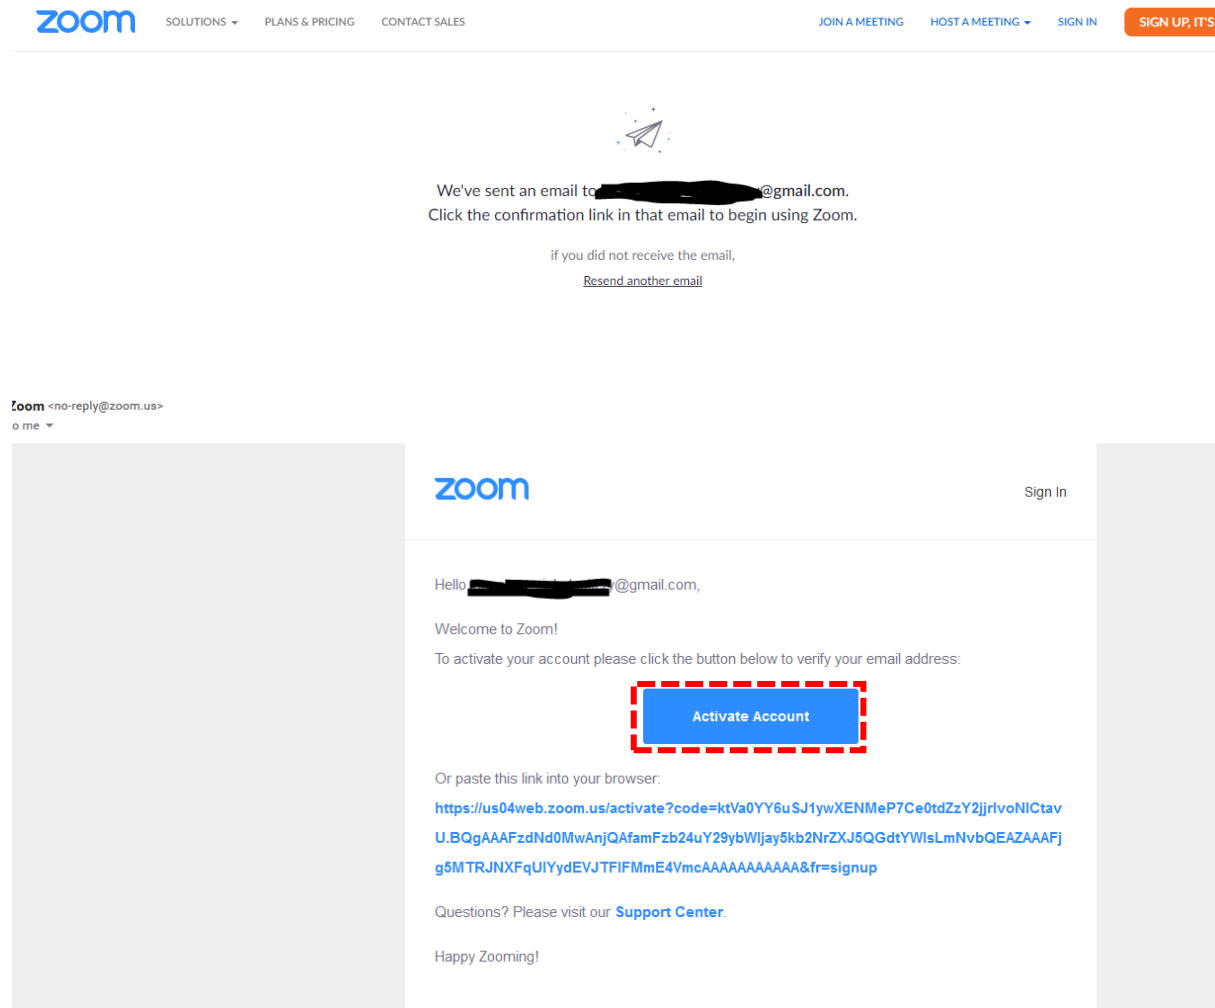 zoom SOLUTIONS PLANS & PRICING CONTACT SALES JOIN A MEETING HOST A MEETING SIGN IN SIGN UP, IT'S
We've sent an email to @gmail.com.
Click the confirmation link in that email to begin using Zoom.
if you did not receive the email,
Resend another email
Zoom <no-reply@zoom.us>
o me
zoom Sign In
Hello @gmail.com,
Welcome to Zoom!
To activate your account please click the button below to verify your email address:
Activate Account
Or paste this link into your browser:
https://us04web.zoom.us/activate?code=ktVa0YY6uSJ1ywXENMeP7Ce0tdZzY2jjrIvoNICtav
U.BQgAAAFzdNd0MwAnjQAfamFzb24uY29ybWljay5kb2NrZXJ5QGdtYWlsLmNvbQEAZAAAFj
g5MTRJNXFqUlYydEVJTFlFMmE4VmcAAAAAAAAAAA&fr=signup
Questions? Please visit our Support Center.
Happy Zooming!